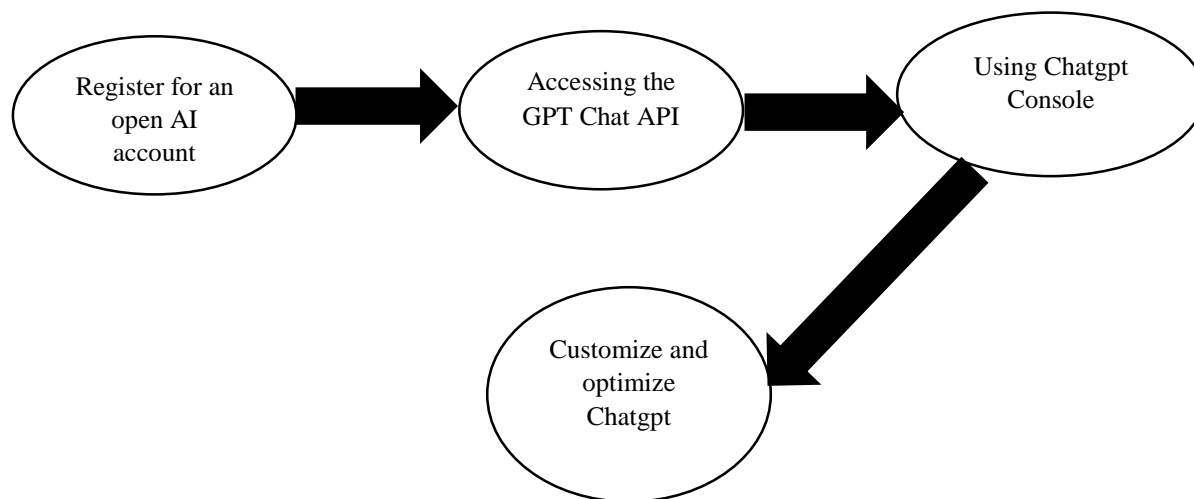 Register for an
open AI
account
Accessing the
GPT Chat API
Using Chatgpt
Console
Customize and
optimize
Chatgpt